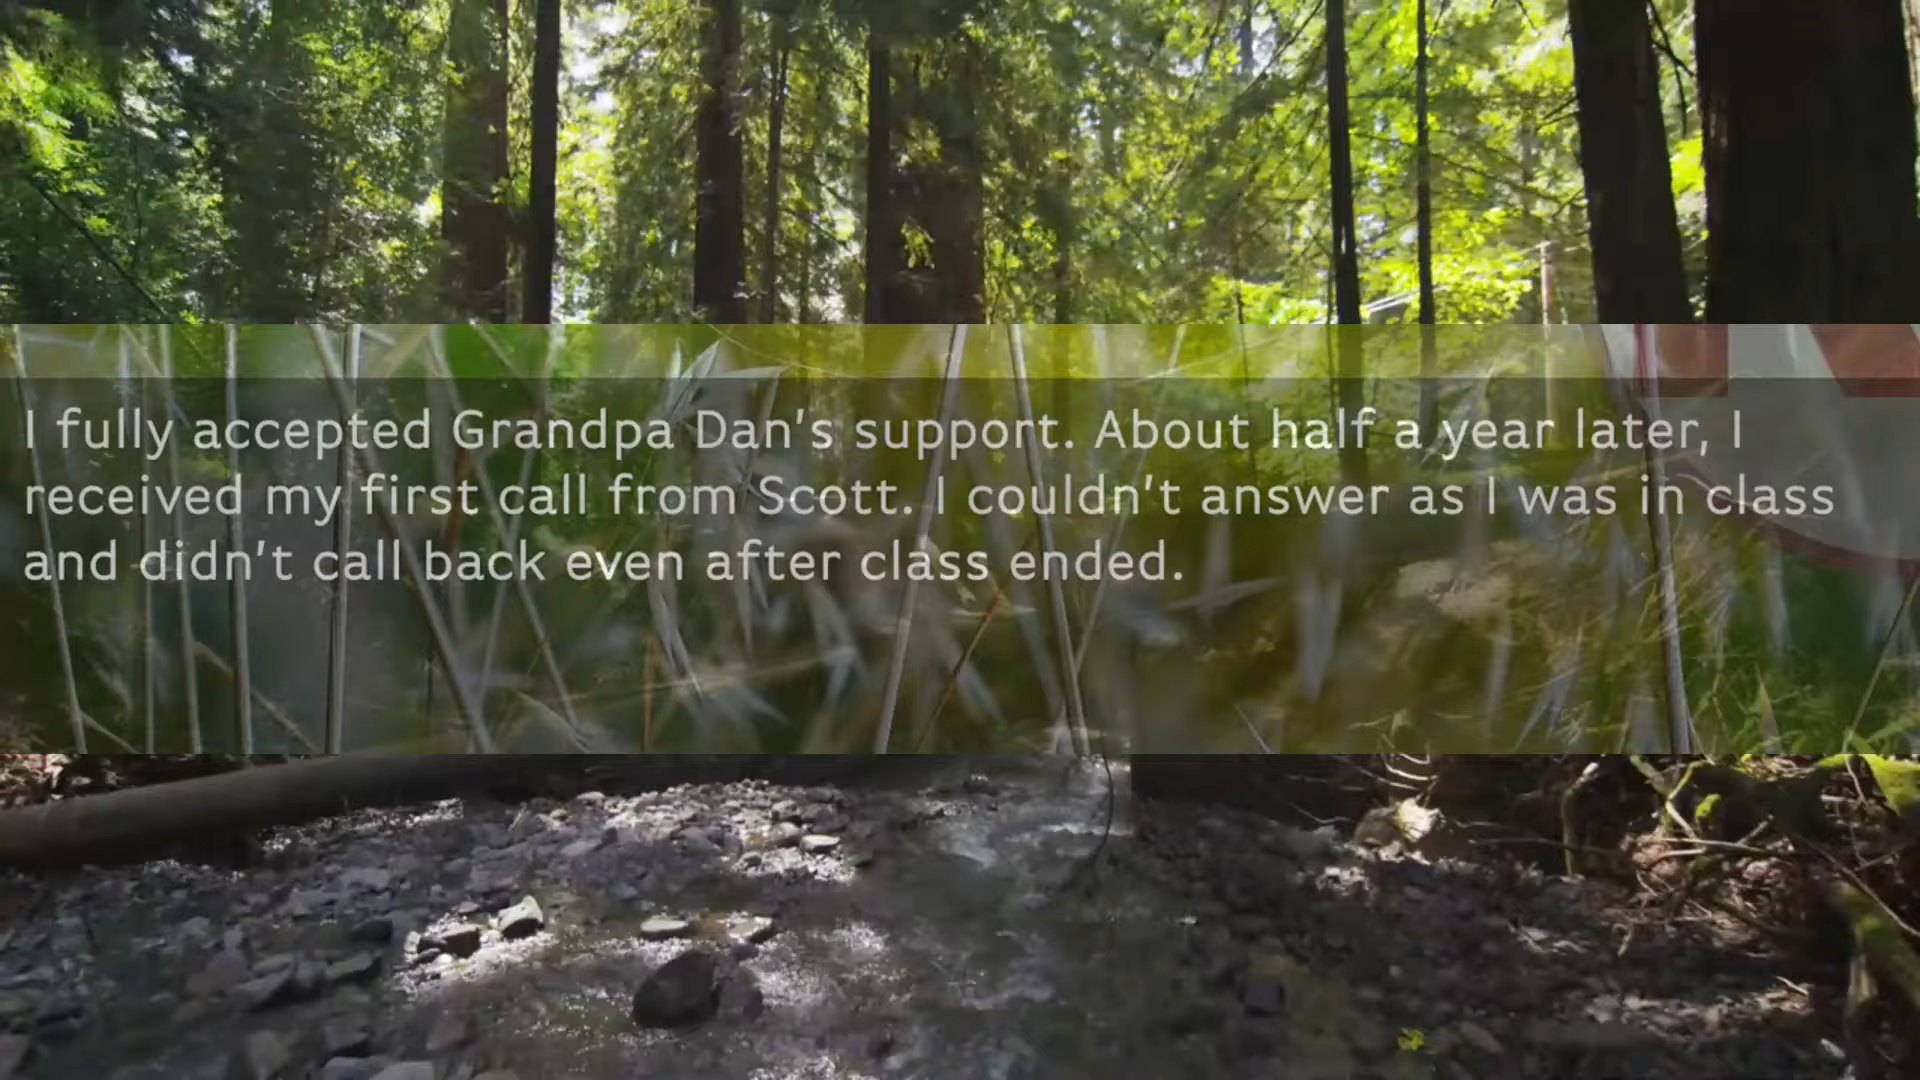 I fully accepted Grandpa Dan's support. About half a year later, I
received my first call from Scott. I couldn't answer as I was in class
and didn't call back even after class ended.